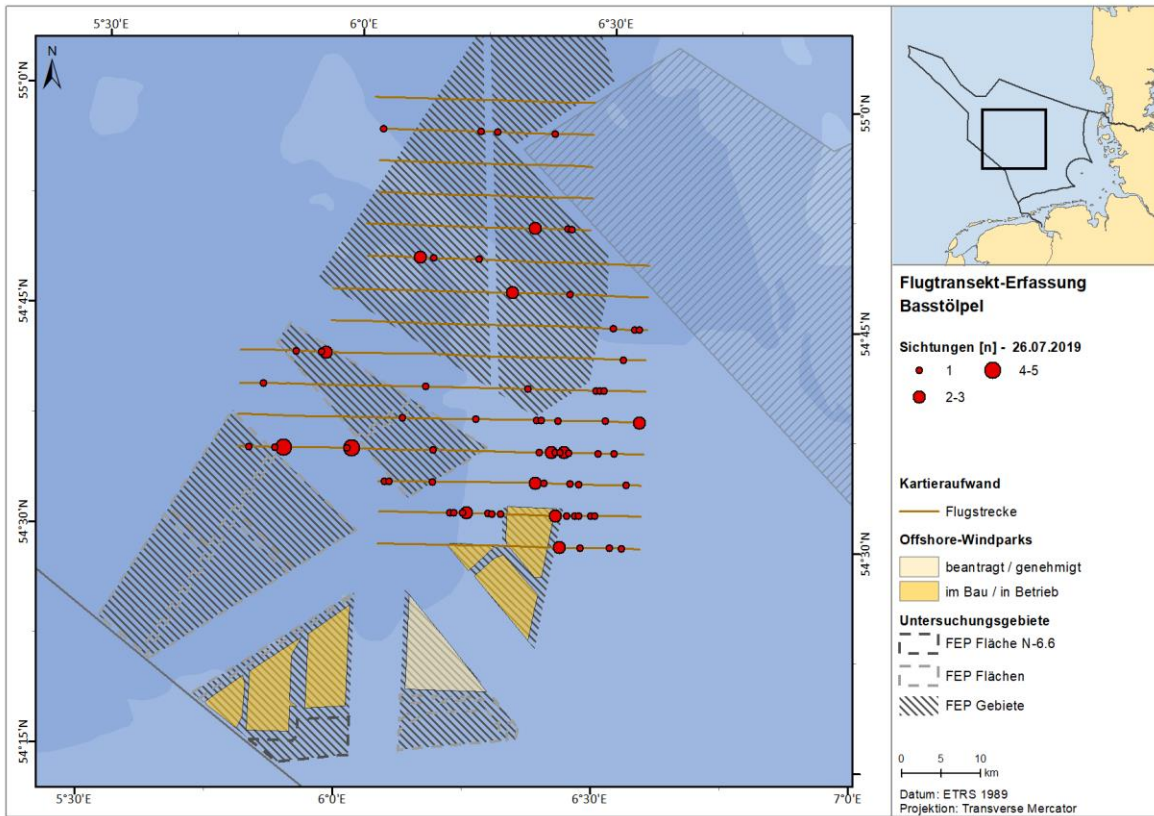 5°30'E
6°0'E
6°30'E
N
55°0'N
54°45'N
54°30'N
54°15'N
55°0'N
54°45'N
54°30'N
5°30'E
6°0'E
6°30'E
7°0'E
Flugtransekt-Erfassung
Basstölpel
Sichtungen [n] - 26.07.2019
1
4-5
2-3
Kartieraufwand
Flugstrecke
Offshore-Windparks
beantragt / genehmigt
im Bau / in Betrieb
Untersuchungsgebiete
FEP Fläche N-6.6
FEP Flächen
FEP Gebiete
0 5 10
km
Datum: ETRS 1989
Projektion: Transverse Mercator